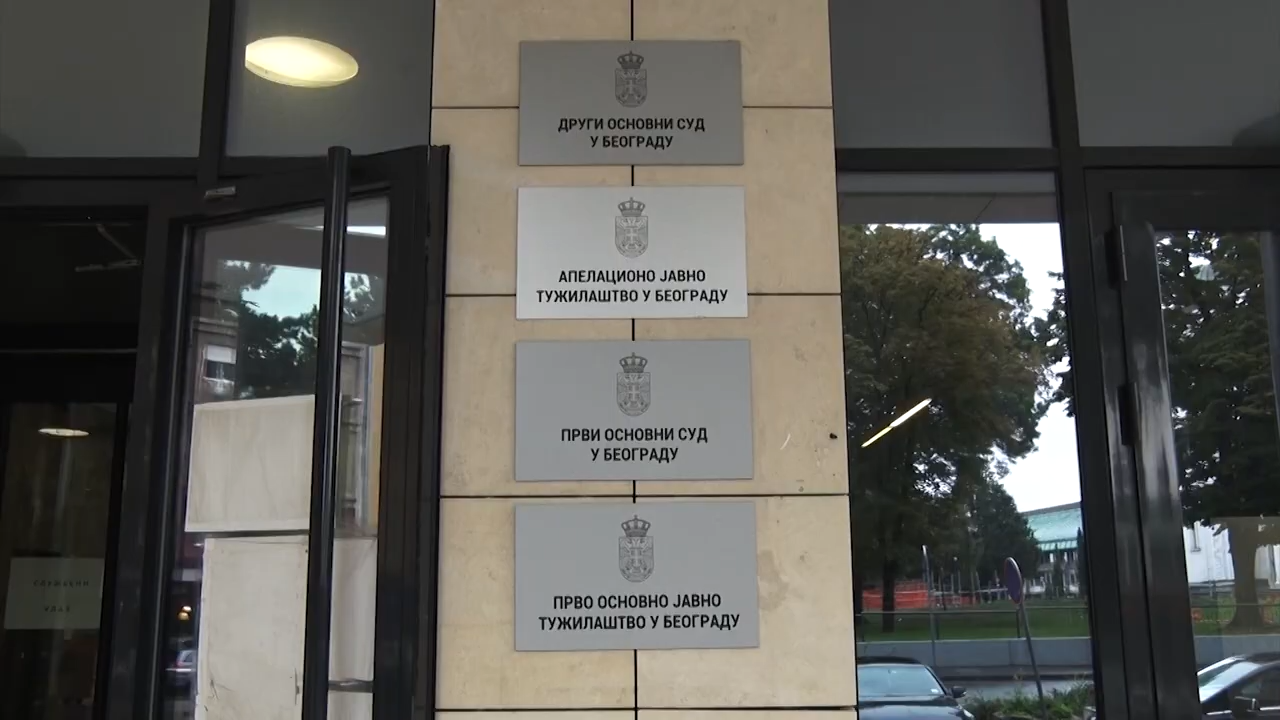 ДРУГИ ОСНОВНИ СУД
У БЕОГРАДУ
АПЕЛАЦИОНО ЈАВНО
ТУЖИЛАШТВО У БЕОГРАДУ
ПРВИ ОСНОВНИ СУД
У БЕОГРАДУ
ПРВО ОСНОВНО ЈАВНО
ТУЖИЛАШТВО У БЕОГРАДУ